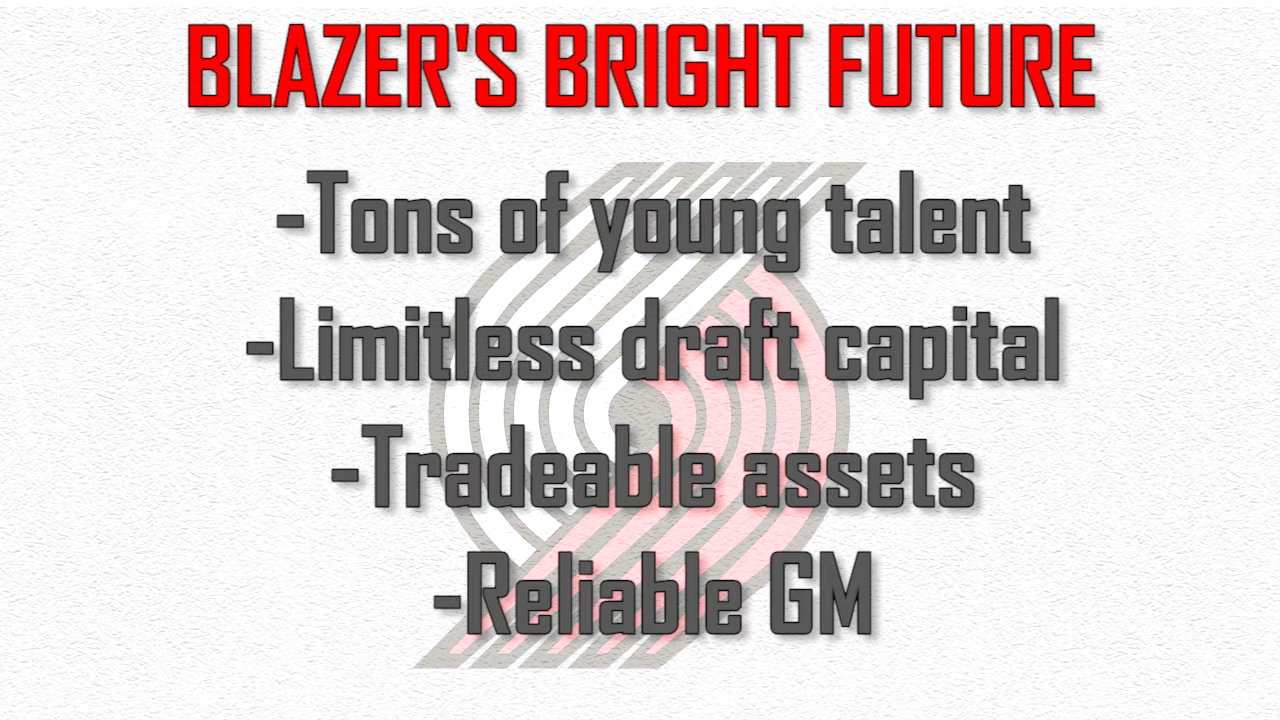 BLAZER'S BRIGHT FUTURE
-Tons of young talent
-Limitless draft capital
-Tradeable assets
-Reliable GM